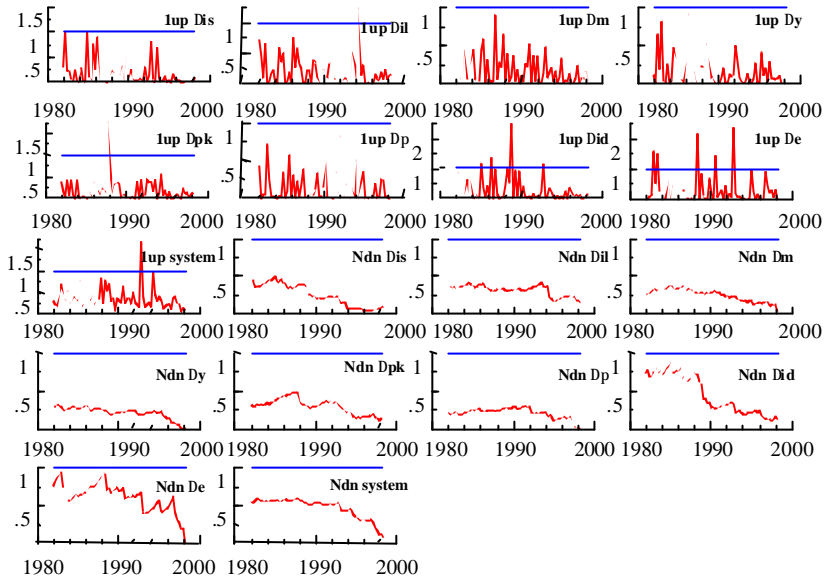 1.5
1up Dis
1
.5
1980 1990 2000
1up Dil
1
.5
1980 1990 2000
1
1up Dm
.5
1980 1990 2000
1
1up Dy
.5
1980 1990 2000
1up Dpk
1.5
1
.5
1980 1990 2000
1
1up Dp
.5
1980 1990 2000
1up Did
2
1
1980 1990 2000
1up De
2
1
1980 1990 2000
1up system
1.5
1
.5
1980 1990 2000
1
Ndn Dis
.5
1980 1990 2000
1
Ndn Dil
.5
1980 1990 2000
1
Ndn Dm
.5
1980 1990 2000
1
Ndn Dy
.5
1980 1990 2000
1
Ndn Dpk
.5
1980 1990 2000
1
Ndn Dp
.5
1980 1990 2000
1
Ndn Did
.5
1980 1990 2000
1
Ndn De
.5
1980 1990 2000
1
Ndn system
.5
1980 1990 2000